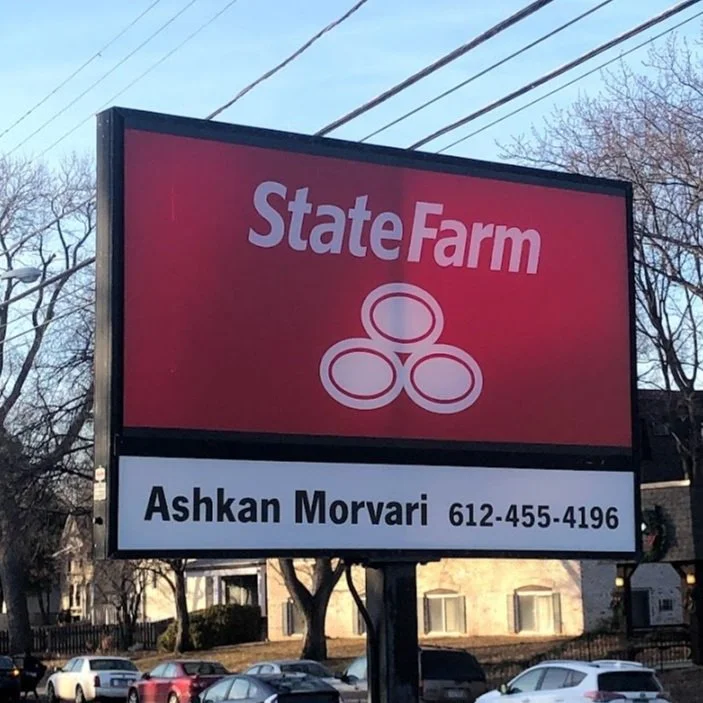 State Farm
Ashkan Morvari 612-455-4196